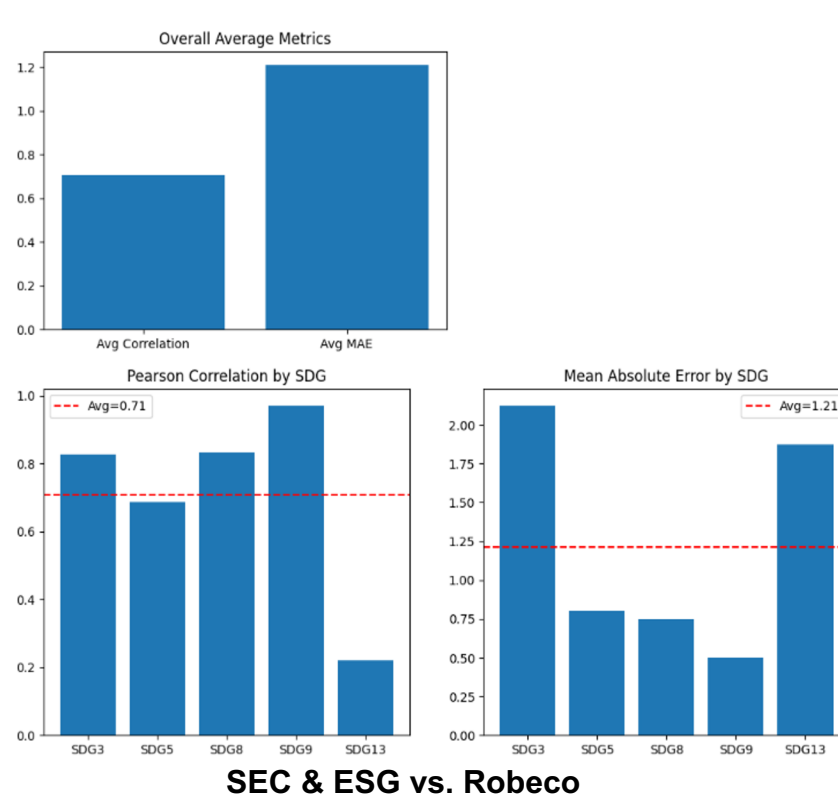 Overall Average Metrics
1.2
1.0
0.8
0.6
0.4
0.2
0.0
Avg Correlation Avg MAE
Pearson Correlation by SDG
Avg=0.71
1.0
0.8
0.6
0.4
0.2
0.0
SDG3 SDG5 SDG8 SDG9 SDG13
Mean Absolute Error by SDG
Avg=1.21
2.00
1.75
1.50
1.25
1.00
0.75
0.50
0.25
0.00
SDG3 SDG5 SDG8 SDG9 SDG13
SEC & ESG vs. Robeco